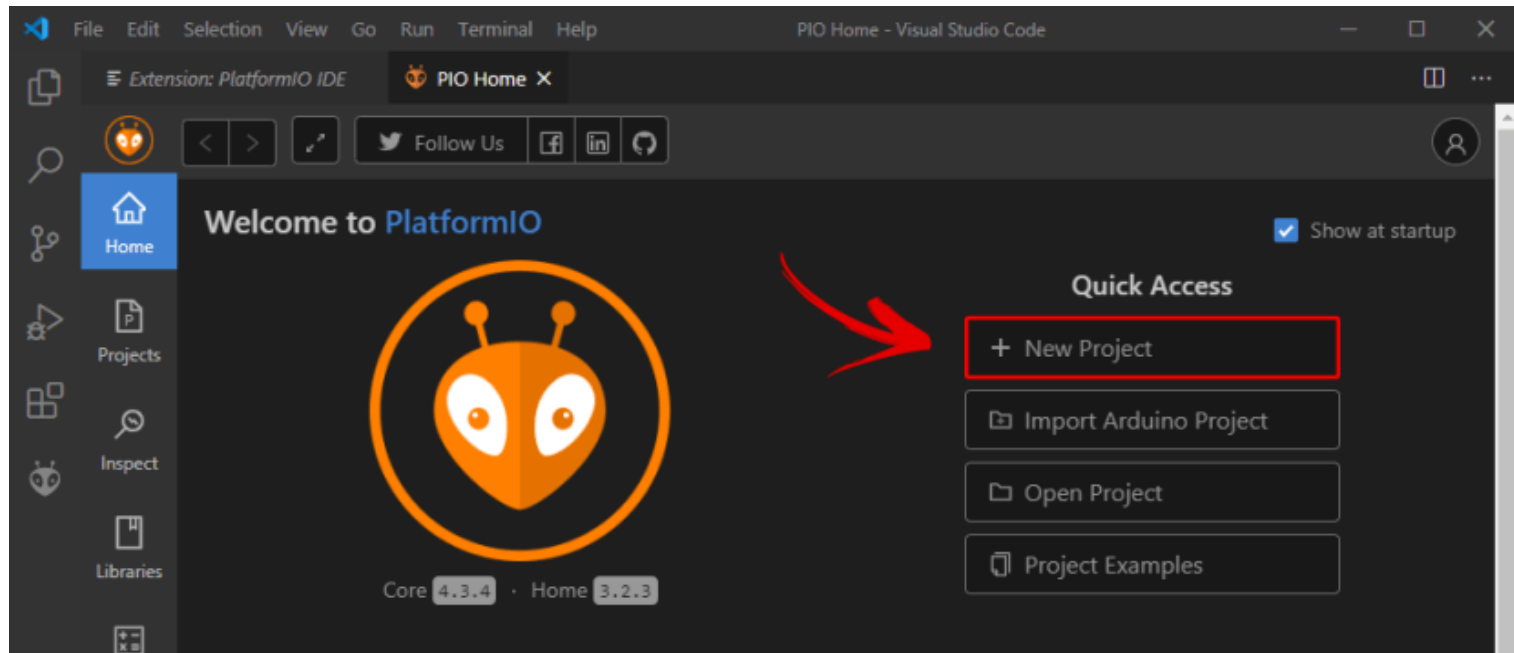 File Edit Selection View Go Run Terminal Help PIO Home - Visual Studio Code
Extension: PlatformIO IDE PIO Home
Follow Us
Home
Projects
Inspect
Libraries
Welcome to PlatformIO
Core 4.3.4 · Home 3.2.3
Show at startup
Quick Access
+ New Project
Import Arduino Project
Open Project
Project Examples